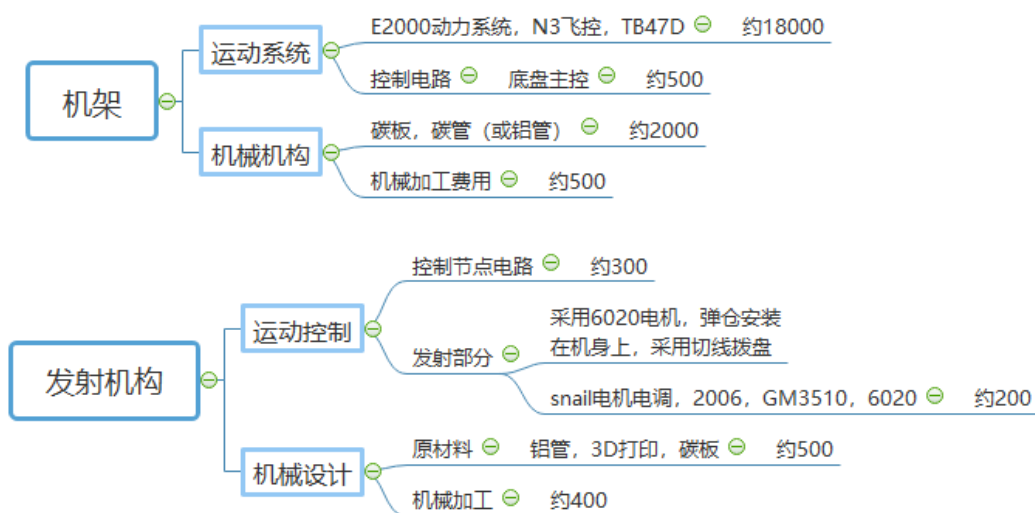 机架
运动系统
E2000动力系统，N3飞控，TB47D
约18000
控制电路
底盘主控
约500
机械机构
碳板，碳管（或铝管）
约2000
机械加工费用
约500
发射机构
运动控制
控制节点电路
约300
发射部分
采用6020电机，弹仓安装
在机身上，采用切线拨盘
snail电机电调，2006，GM3510，6020
约200
机械设计
原材料
铝管，3D打印，碳板
约500
机械加工
约400